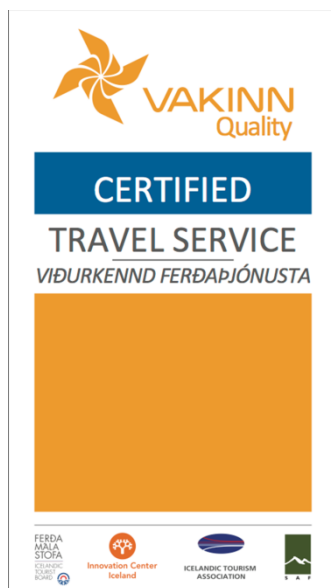 VAKINN
Quality
CERTIFIED
TRAVEL SERVICE
VIÐURKENND FERÐAÞJÓNUSTA
FERÐA
MÁLA
STOFA
ICELANDIC
TOURIST
BOARD
Innovation Center
Iceland
ICELANDIC TOURISM
ASSOCIATION
SAF